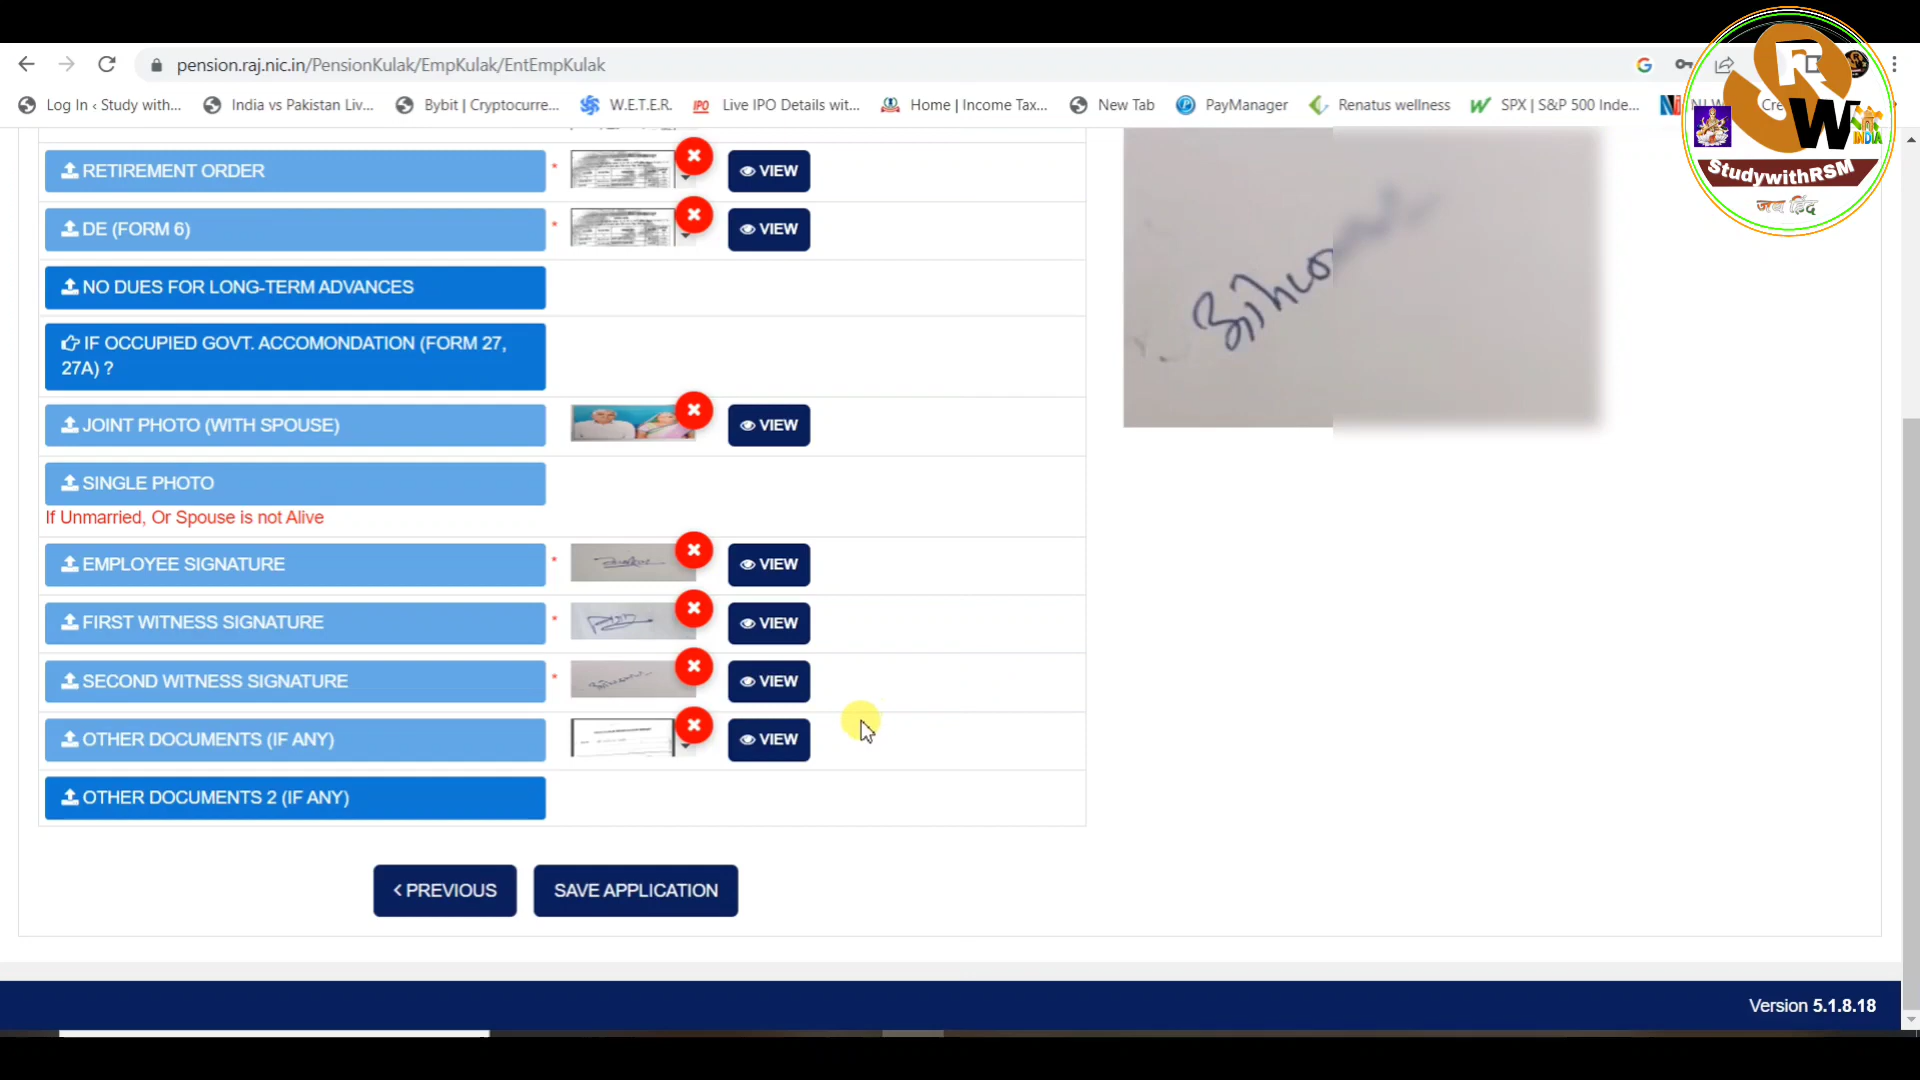 pension.raj.nic.in/PensionKulak/EmpKulak/EntEmpKulak
Log In ‹ Study with...
India vs Pakistan Liv...
Bybit | Cryptocurre...
W.E.T.E.R.
IPO Live IPO Details wit...
Home | Income Tax...
New Tab
PayManager
Renatus wellness
SPX | S&P 500 Inde...
RETIREMENT ORDER * VIEW
DE (FORM 6) * VIEW
NO DUES FOR LONG-TERM ADVANCES
IF OCCUPIED GOVT. ACCOMONDATION (FORM 27,
27A) ?
JOINT PHOTO (WITH SPOUSE) VIEW
SINGLE PHOTO
If Unmarried, Or Spouse is not Alive
EMPLOYEE SIGNATURE * VIEW
FIRST WITNESS SIGNATURE * VIEW
SECOND WITNESS SIGNATURE * VIEW
OTHER DOCUMENTS (IF ANY) VIEW
OTHER DOCUMENTS 2 (IF ANY)
‹ PREVIOUS
SAVE APPLICATION
Version 5.1.8.18
R
W
INDIA
StudywithRSM
जय हिंद